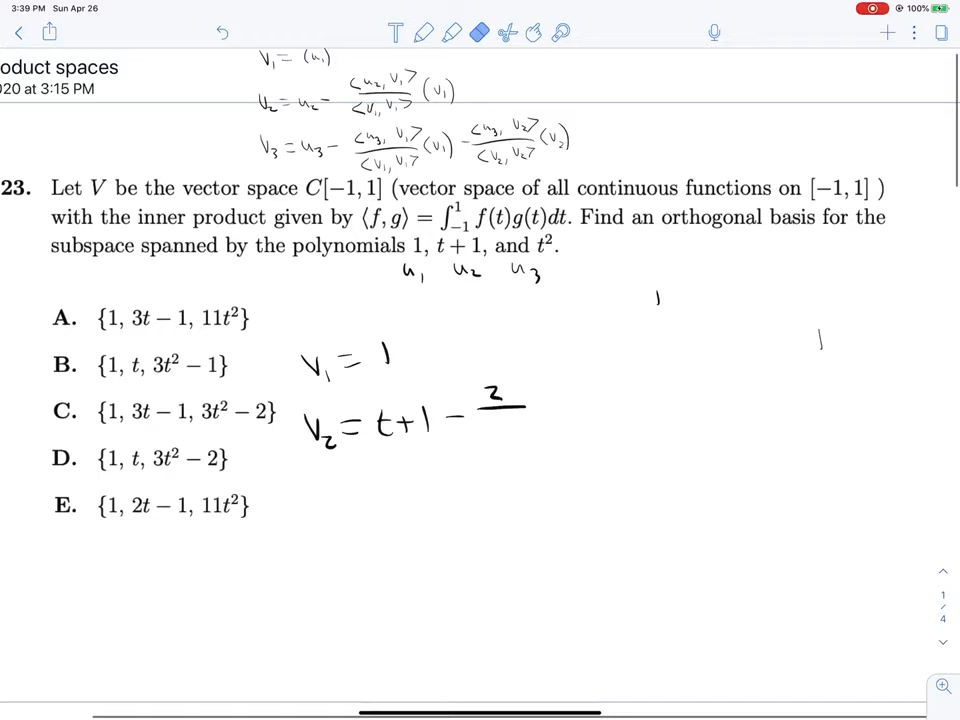 3:39 PM Sun Apr 26
100%
T
oduct spaces
020 at 3:15 PM
v₁ = (u₁)
v₂ = u₂ - <u₂, v₁>/<v₁, v₁> (v₁)
v₃ = u₃ - <u₃, v₁>/<v₁, v₁> (v₁) - <u₃, v₂>/<v₂, v₂> (v₂)
23. Let V be the vector space C[−1, 1] (vector space of all continuous functions on [−1, 1] )
with the inner product given by ⟨f, g⟩ = ∫₋₁¹ f(t)g(t)dt. Find an orthogonal basis for the
subspace spanned by the polynomials 1, t + 1, and t².
u₁ u₂ u₃
A. {1, 3t − 1, 11t²}
B. {1, t, 3t² − 1}
C. {1, 3t − 1, 3t² − 2}
D. {1, t, 3t² − 2}
E. {1, 2t − 1, 11t²}
v₁ = 1
v₂ = t+1 - 2/
1
1
1
/
4